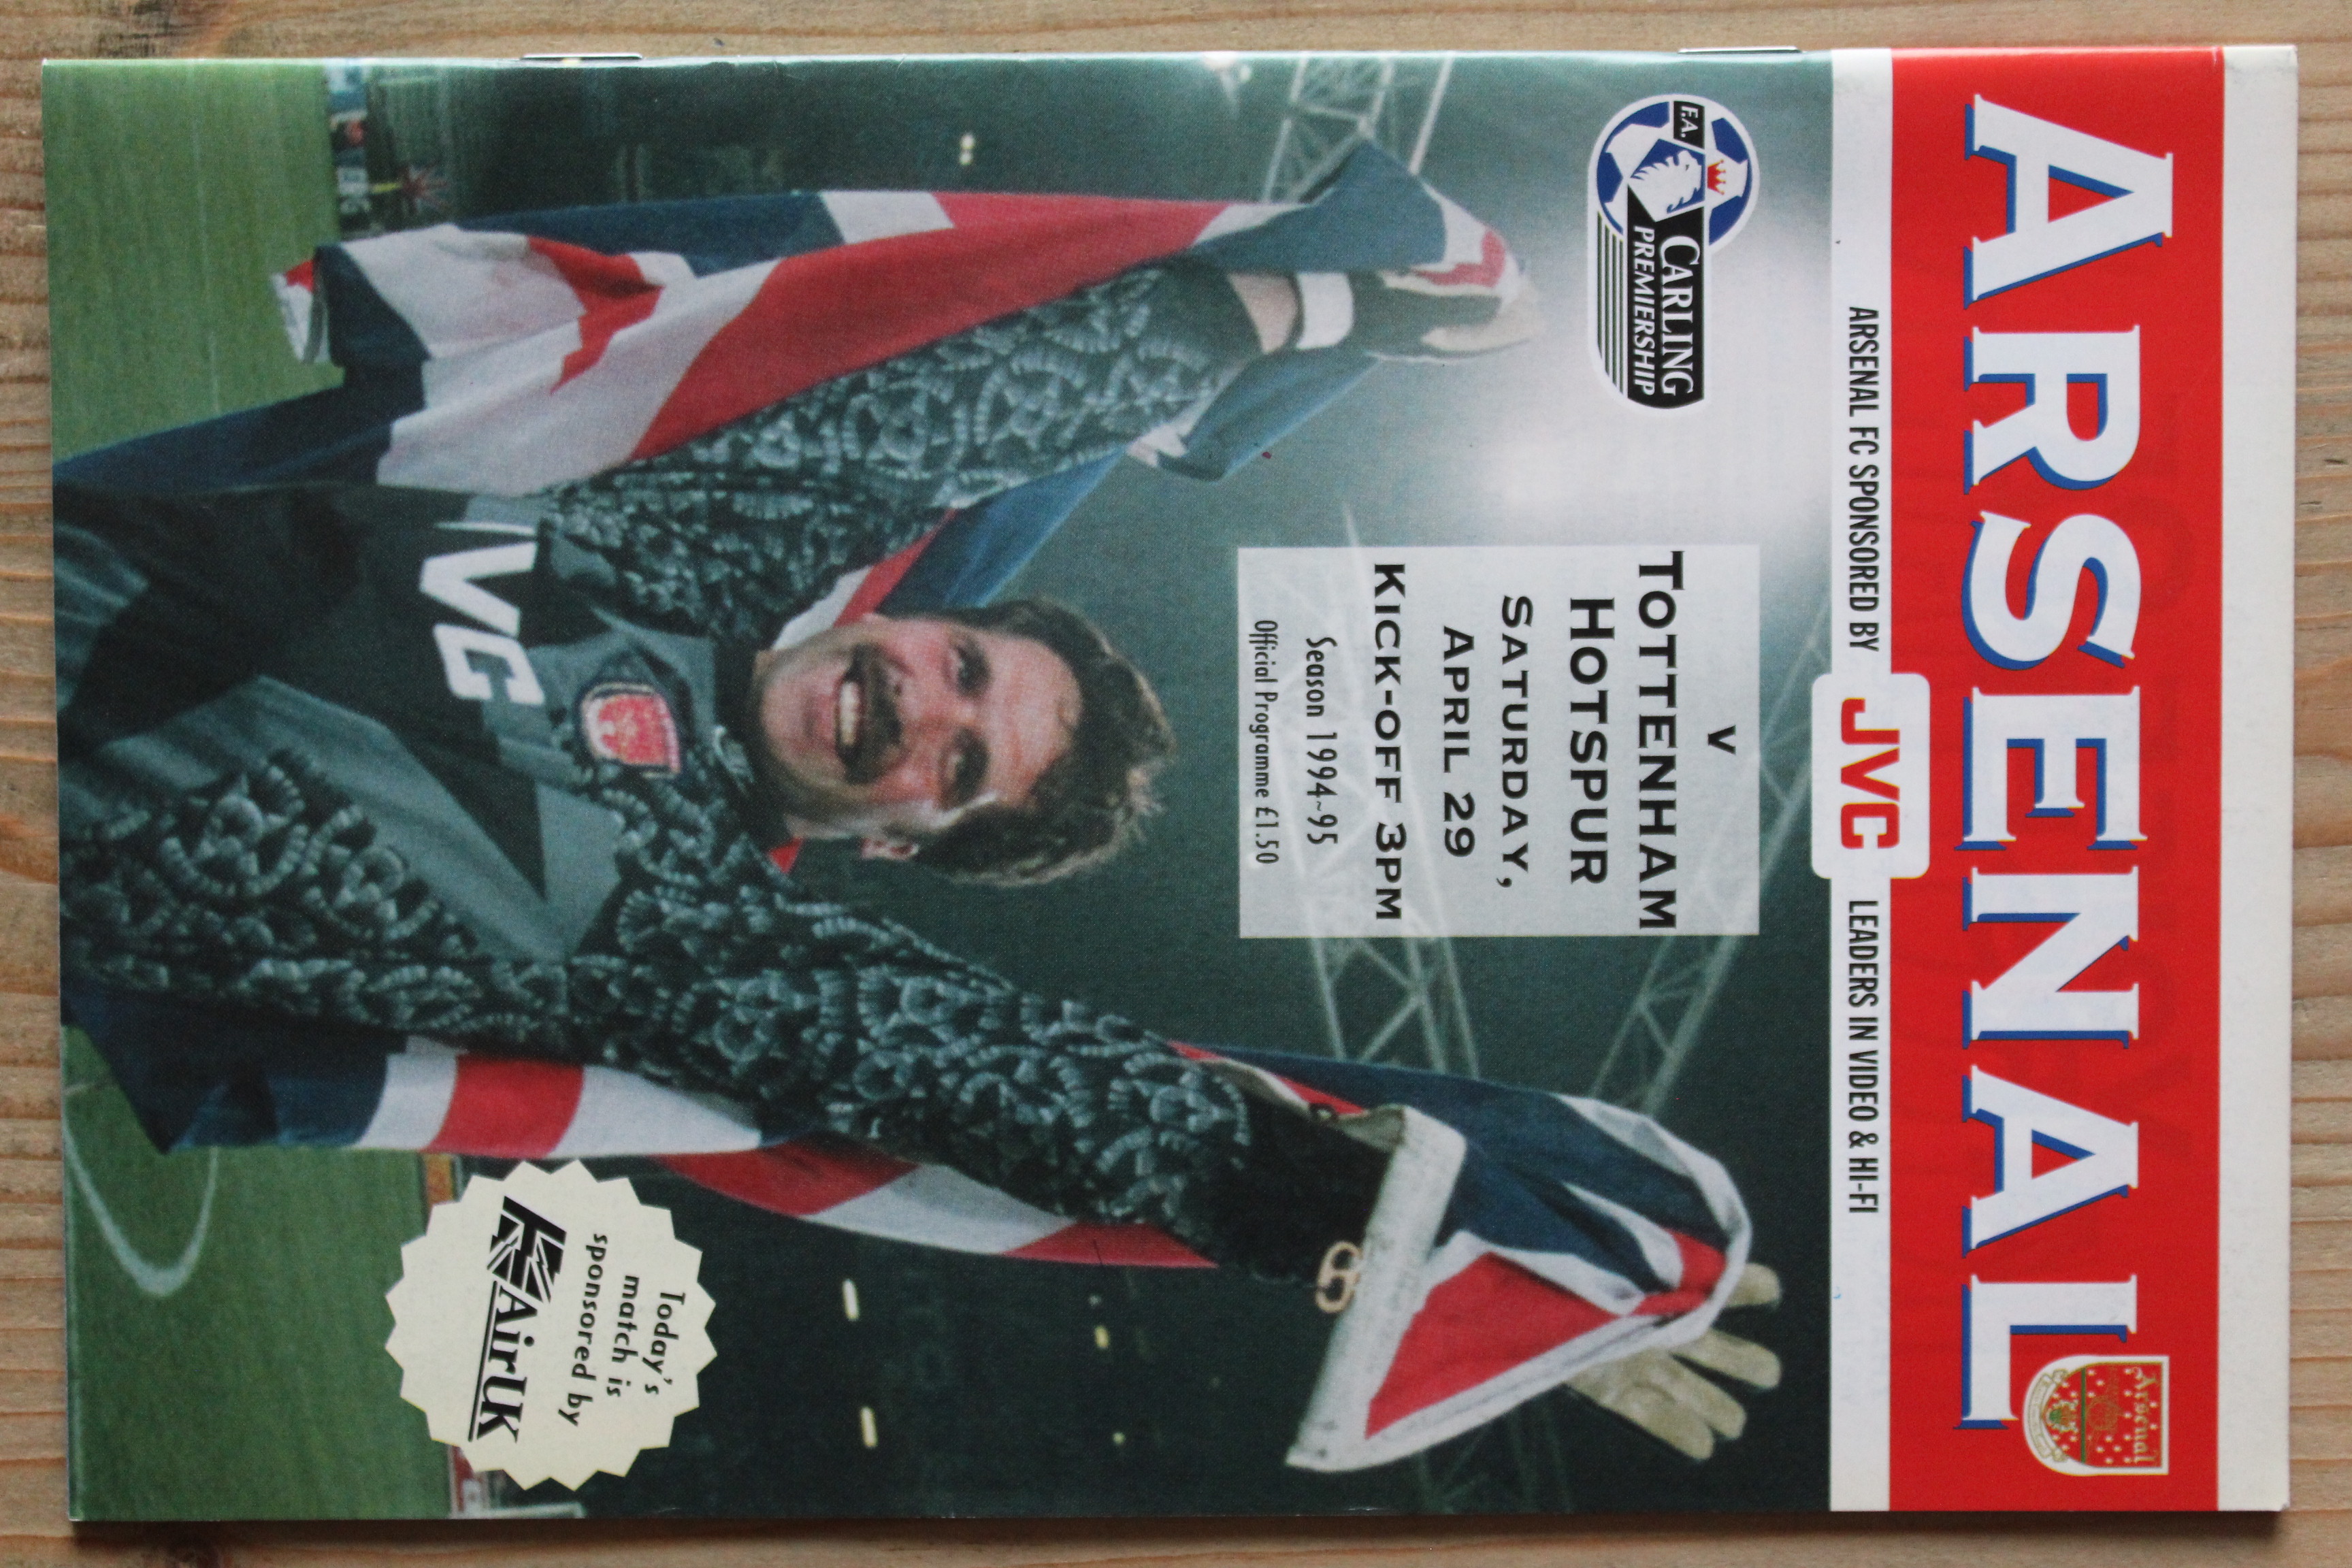 ARSENAL
Arsenal
ARSENAL FC SPONSORED BY JVC LEADERS IN VIDEO & HI-FI
F.A.
CARLING
PREMIERSHIP
V
TOTTENHAM
HOTSPUR
SATURDAY,
APRIL 29
KICK-OFF 3PM
Season 1994~95
Official Programme £1.50
JVC
Today's
match is
sponsored by
AirUK